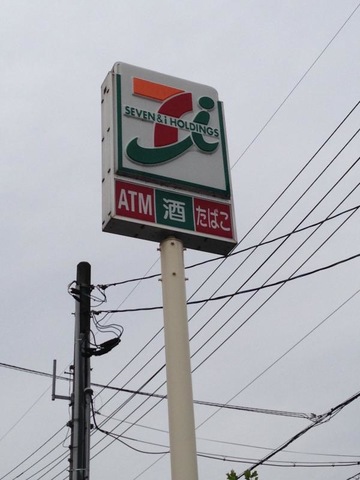 SEVEN & i HOLDINGS
ATM 酒 たばこ